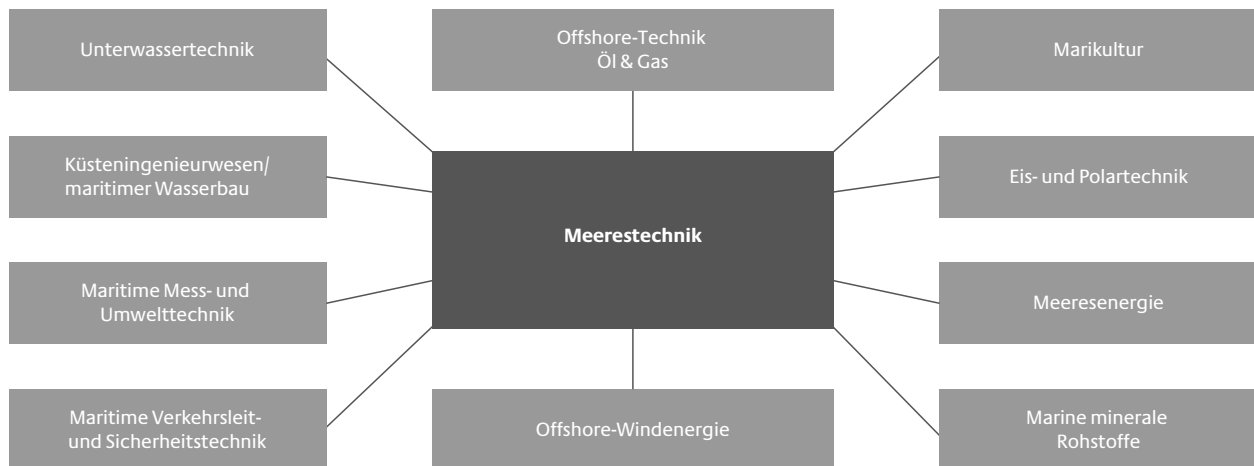 Unterwassertechnik
Offshore-Technik
Öl & Gas
Marikultur
Küsteningenieurwesen/
maritimer Wasserbau
Eis- und Polartechnik
Meerestechnik
Maritime Mess- und
Umwelttechnik
Meeresenergie
Maritime Verkehrsleit-
und Sicherheitstechnik
Offshore-Windenergie
Marine minerale
Rohstoffe